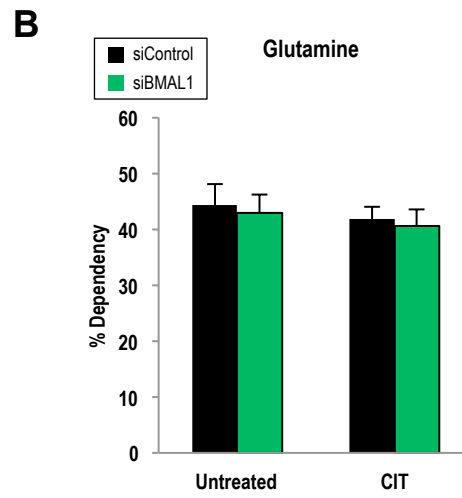 B
siControl
siBMAL1
Glutamine
% Dependency
60
50
40
30
20
10
0
Untreated
CIT